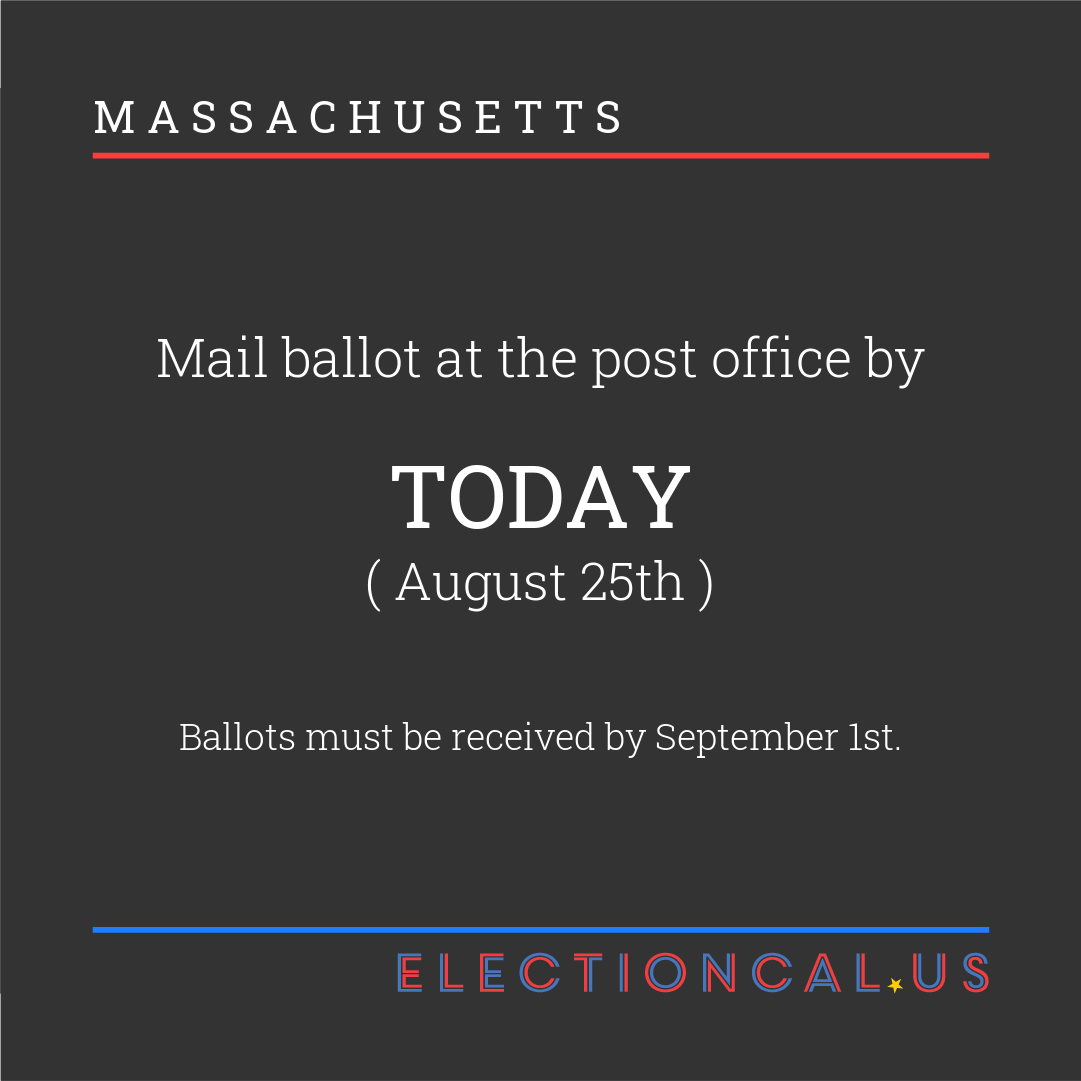 MASSACHUSETTS
Mail ballot at the post office by
TODAY
( August 25th )
Ballots must be received by September 1st.
ELECTIONCAL.US